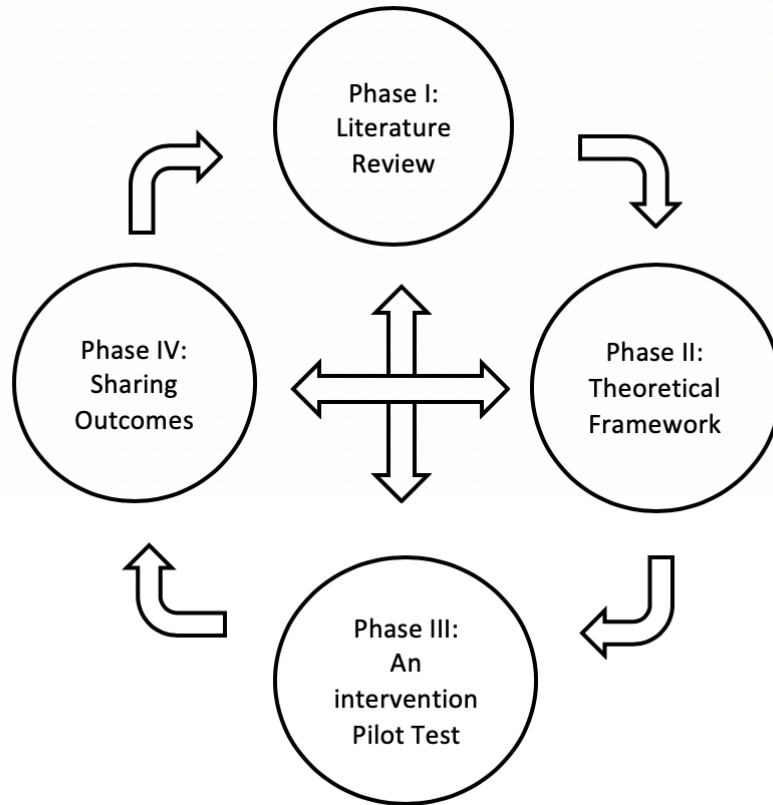 Phase I:
Literature
Review
Phase II:
Theoretical
Framework
Phase III:
An
intervention
Pilot Test
Phase IV:
Sharing
Outcomes